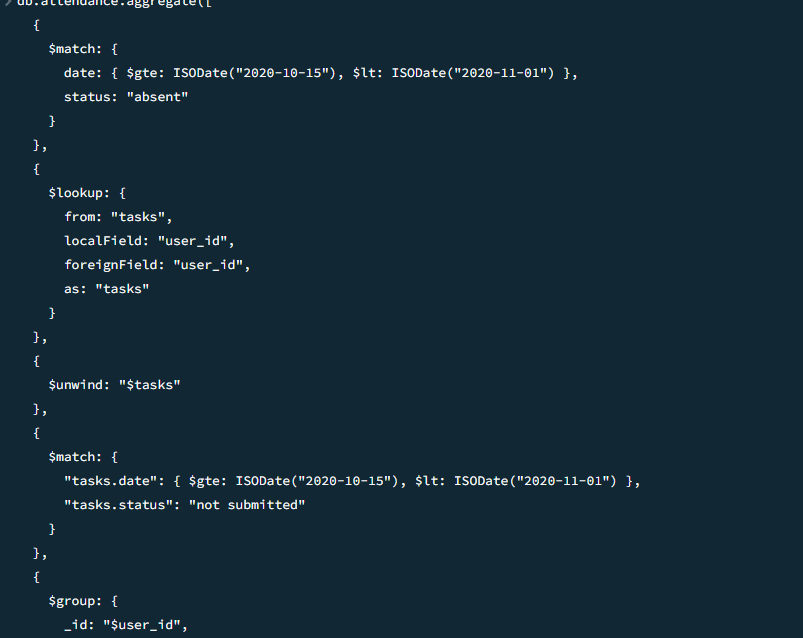 db.attendance.aggregate([
{
$match: {
date: { $gte: ISODate("2020-10-15"), $lt: ISODate("2020-11-01") },
status: "absent"
}
},
{
$lookup: {
from: "tasks",
localField: "user_id",
foreignField: "user_id",
as: "tasks"
}
},
{
$unwind: "$tasks"
},
{
$match: {
"tasks.date": { $gte: ISODate("2020-10-15"), $lt: ISODate("2020-11-01") },
"tasks.status": "not submitted"
}
},
{
$group: {
_id: "$user_id",